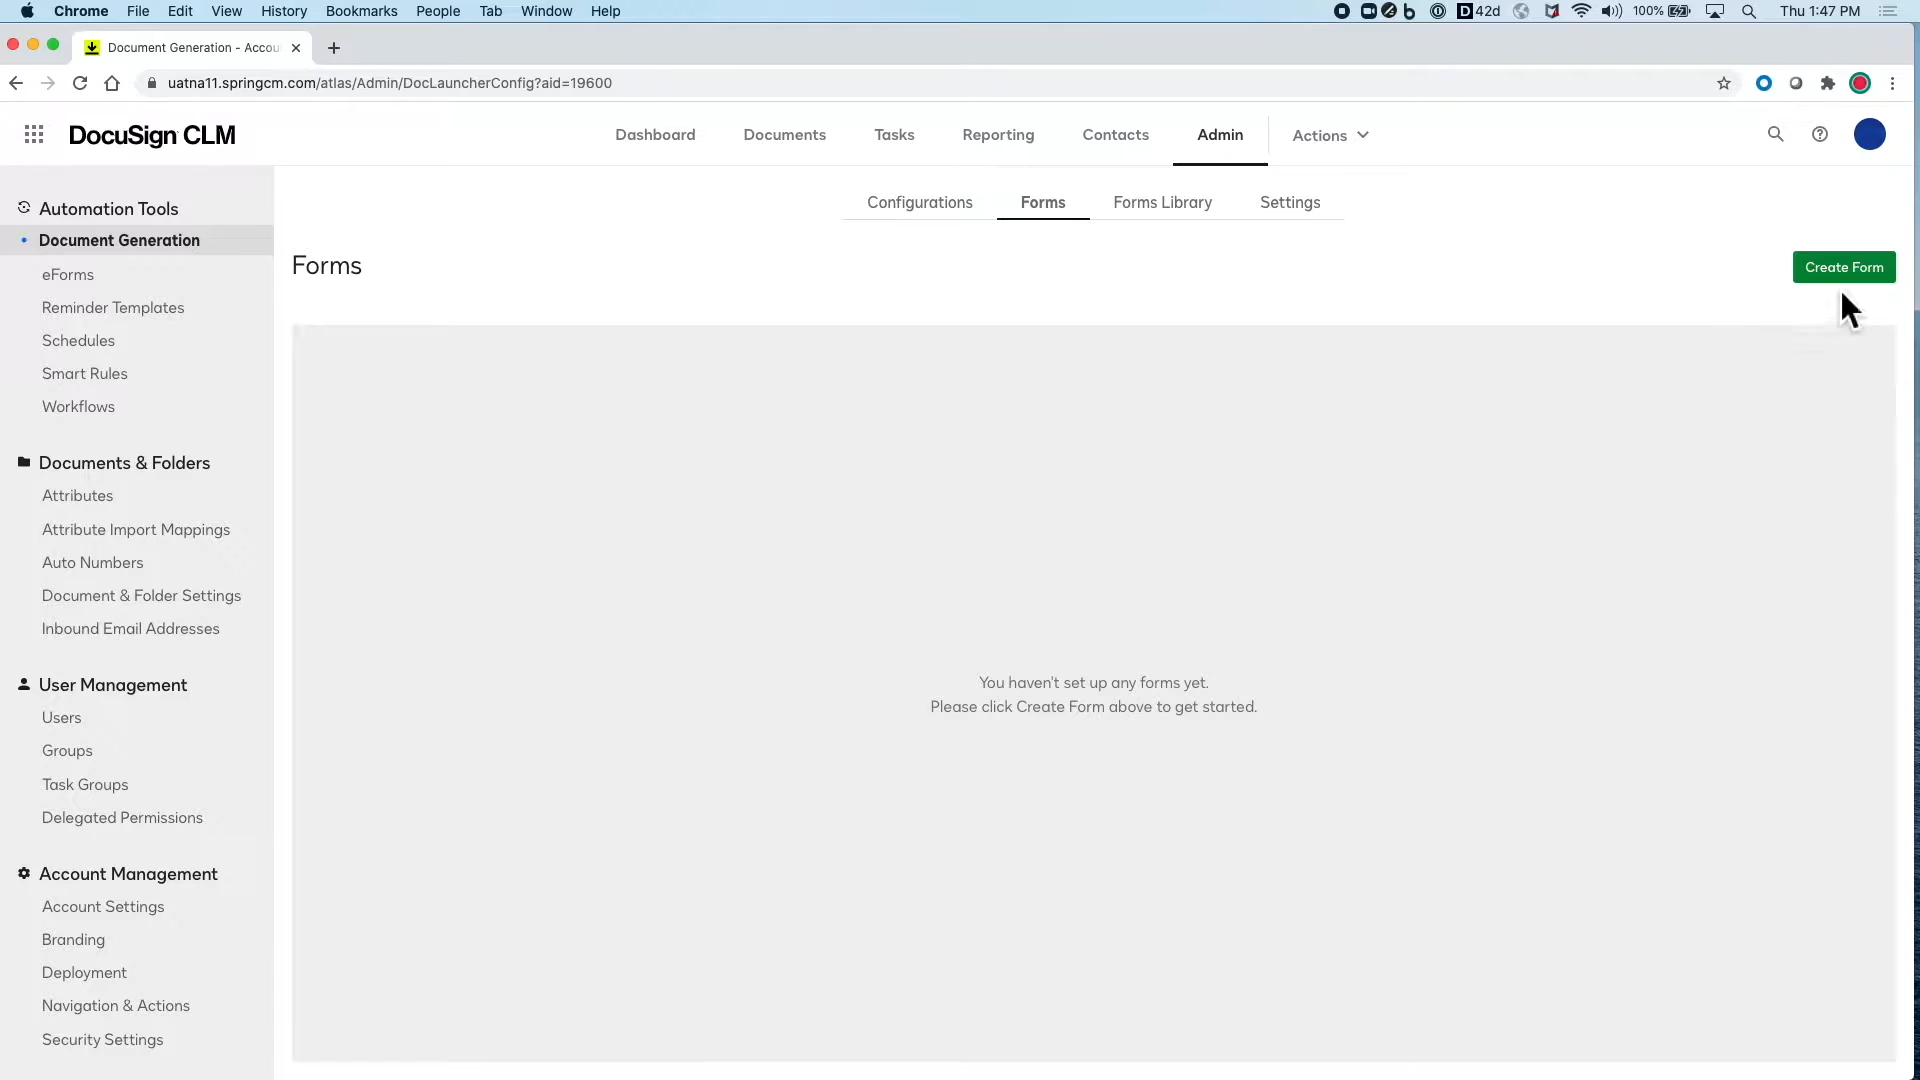 Chrome File Edit View History Bookmarks People Tab Window Help 42d 100% Thu 1:47 PM
Document Generation - Accou
uatna11.springcm.com/atlas/Admin/DocLauncherConfig?aid=19600
DocuSign CLM Dashboard Documents Tasks Reporting Contacts Admin Actions
Configurations Forms Forms Library Settings
Forms
Create Form
You haven't set up any forms yet.
Please click Create Form above to get started.
Automation Tools
Document Generation
eForms
Reminder Templates
Schedules
Smart Rules
Workflows
Documents & Folders
Attributes
Attribute Import Mappings
Auto Numbers
Document & Folder Settings
Inbound Email Addresses
User Management
Users
Groups
Task Groups
Delegated Permissions
Account Management
Account Settings
Branding
Deployment
Navigation & Actions
Security Settings